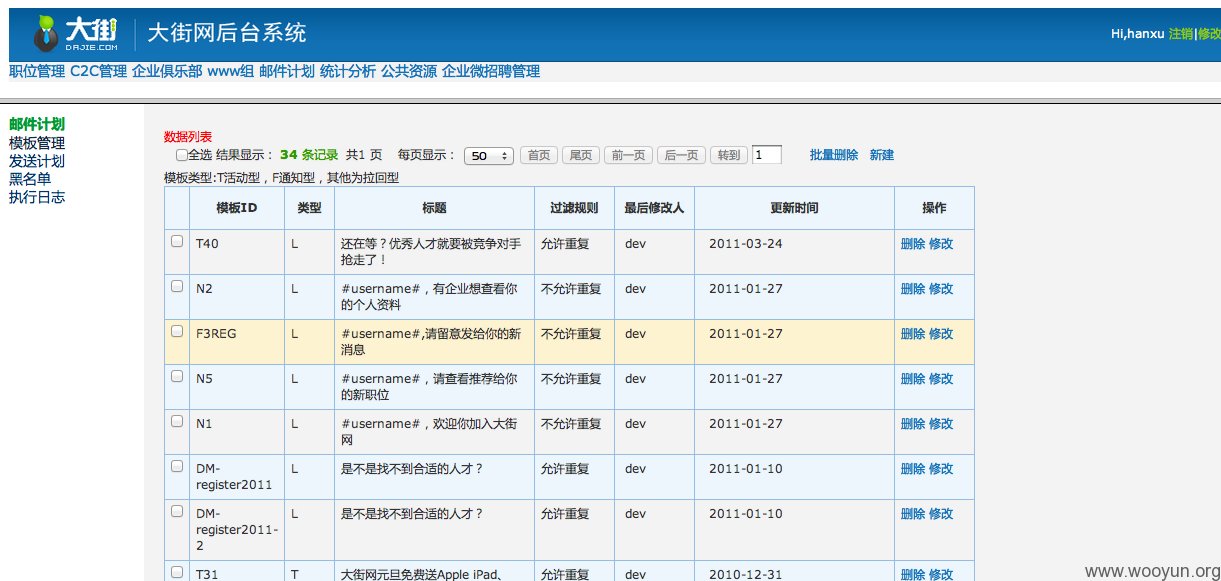 大街 DAJIE.COM 大街网后台系统 Hi,hanxu 注销|修改
职位管理 C2C管理 企业俱乐部 www组 邮件计划 统计分析 公共资源 企业微招聘管理
邮件计划
模板管理
发送计划
黑名单
执行日志
数据列表
全选 结果显示： 34 条记录 共1 页 每页显示： 50 首页 尾页 前一页 后一页 转到 1 批量删除 新建
模板类型:T活动型，F通知型，其他为拉回型
模板ID 类型 标题 过滤规则 最后修改人 更新时间 操作
T40 L 还在等？优秀人才就要被竞争对手 允许重复 dev 2011-03-24 删除 修改
抢走了！
N2 L #username#，有企业想查看你 不允许重复 dev 2011-01-27 删除 修改
的个人资料
F3REG L #username#,请留意发给你的新 不允许重复 dev 2011-01-27 删除 修改
消息
N5 L #username#，请查看推荐给你 不允许重复 dev 2011-01-27 删除 修改
的新职位
N1 L #username#，欢迎你加入大街 不允许重复 dev 2011-01-27 删除 修改
网
DM- L 是不是找不到合适的人才？ 允许重复 dev 2011-01-10 删除 修改
register2011
DM- L 是不是找不到合适的人才？ 允许重复 dev 2011-01-10 删除 修改
register2011-
2
T31 T 大街网元旦免费送Apple iPad、 允许重复 dev 2010-12-31 删除 修改
www.wooyun.org